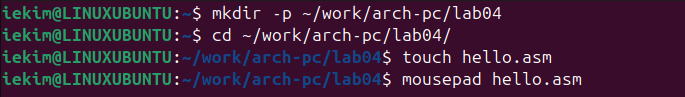 iekim@LINUXUBUNTU:~$ mkdir -p ~/work/arch-pc/lab04
iekim@LINUXUBUNTU:~$ cd ~/work/arch-pc/lab04/
iekim@LINUXUBUNTU:~/work/arch-pc/lab04$ touch hello.asm
iekim@LINUXUBUNTU:~/work/arch-pc/lab04$ mousepad hello.asm